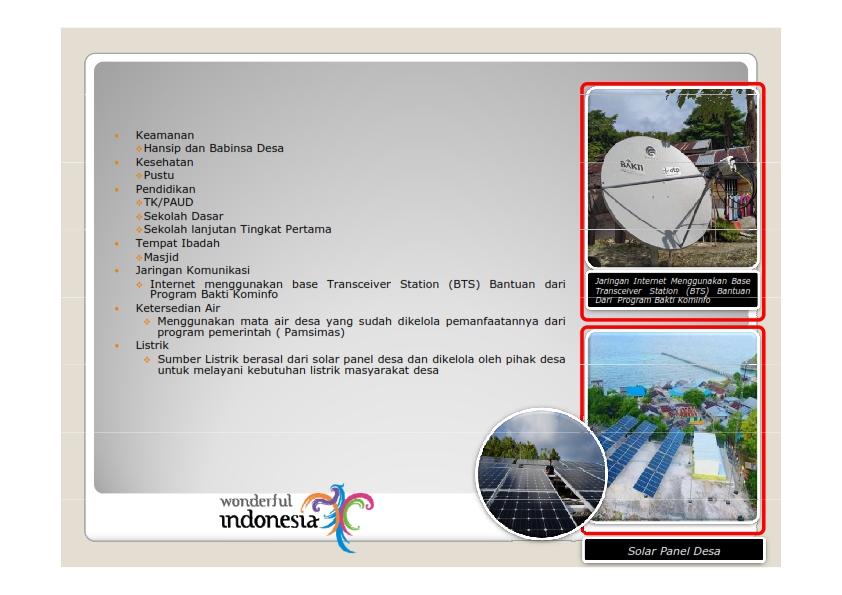 Keamanan
Hansip dan Babinsa Desa
Kesehatan
Pustu
Pendidikan
TK/PAUD
Sekolah Dasar
Sekolah lanjutan Tingkat Pertama
Tempat Ibadah
Masjid
Jaringan Komunikasi
Internet menggunakan base Transceiver Station (BTS) Bantuan dari
Program Bakti Kominfo
Ketersedian Air
Menggunakan mata air desa yang sudah dikelola pemanfaatannya dari
program pemerintah ( Pamsimas)
Listrik
Sumber Listrik berasal dari solar panel desa dan dikelola oleh pihak desa
untuk melayani kebutuhan listrik masyarakat desa
BAKTI
dtp
Jaringan Internet Menggunakan Base
Transceiver Station (BTS) Bantuan
Dari Program Bakti Kominfo
wonderful
indonesia
Solar Panel Desa